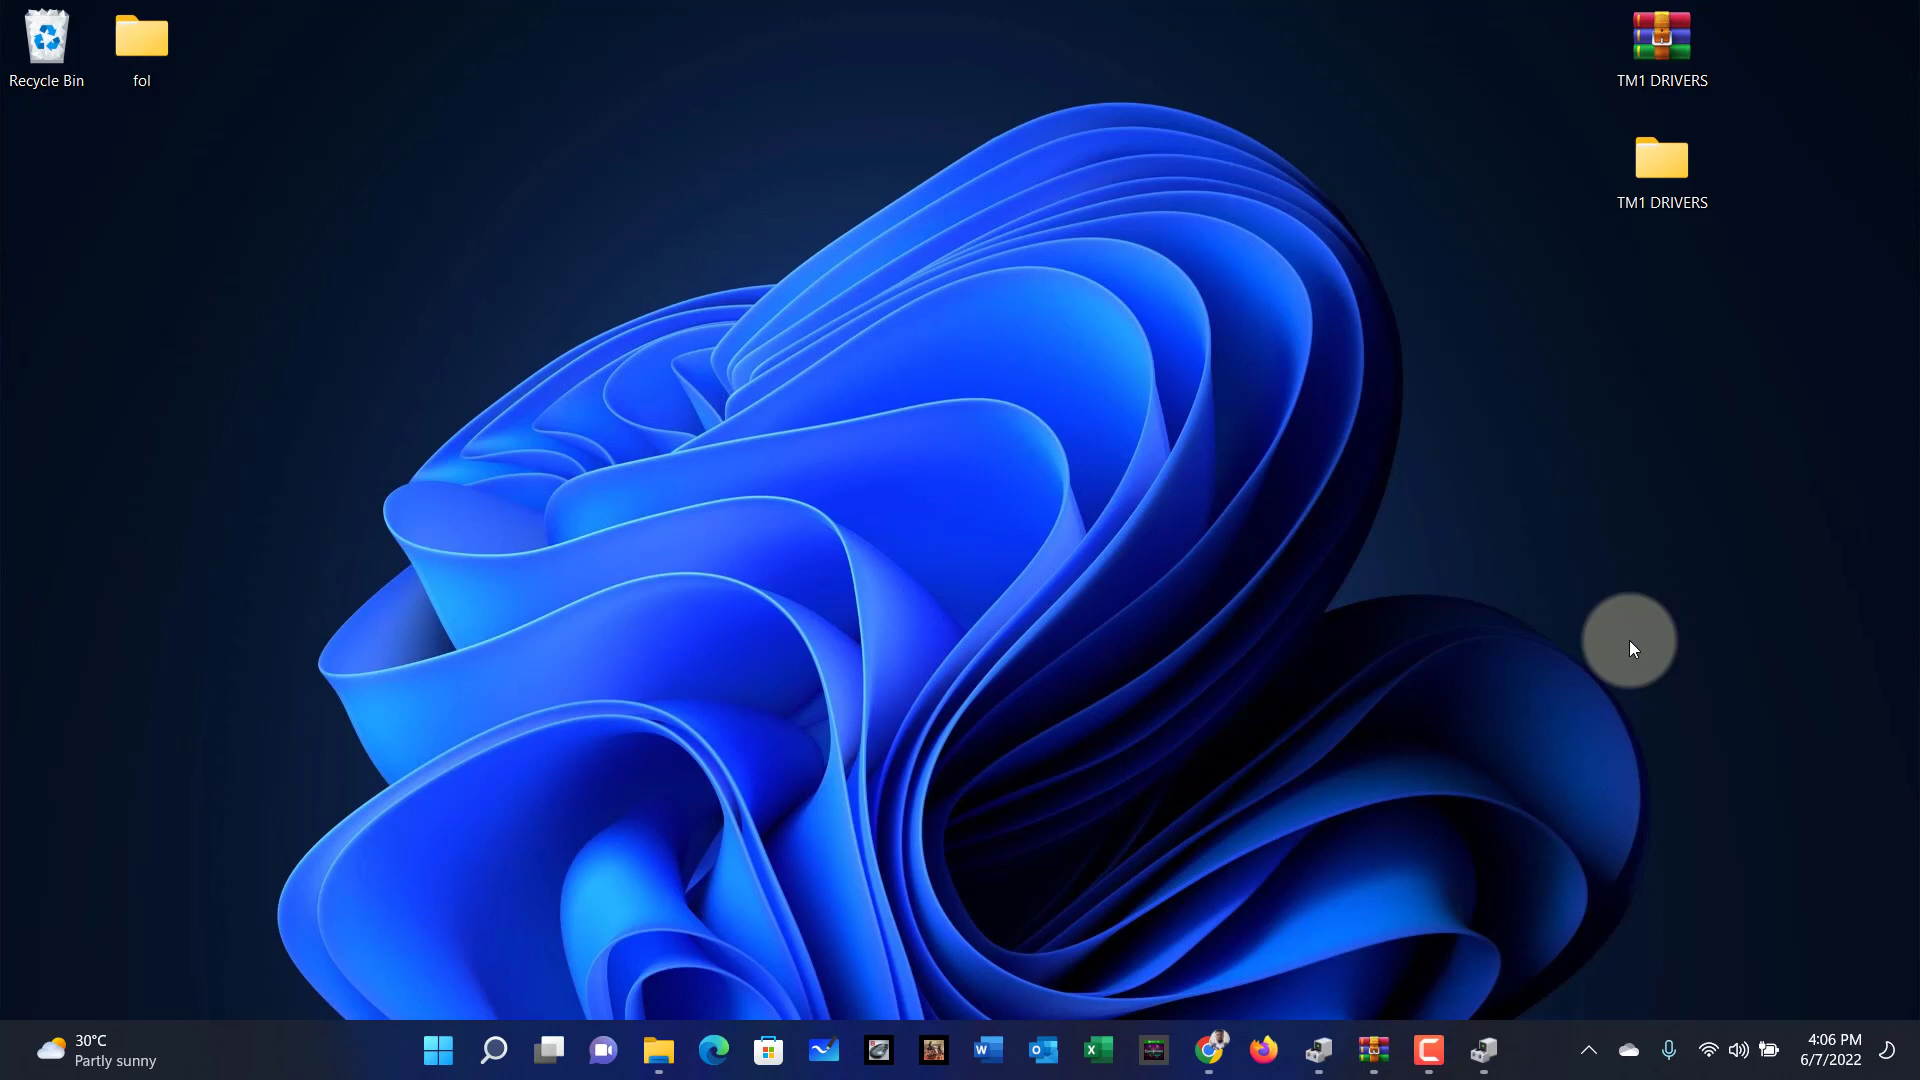 Recycle Bin
fol
TM1 DRIVERS
TM1 DRIVERS
30°C
Partly sunny
4:06 PM
6/7/2022